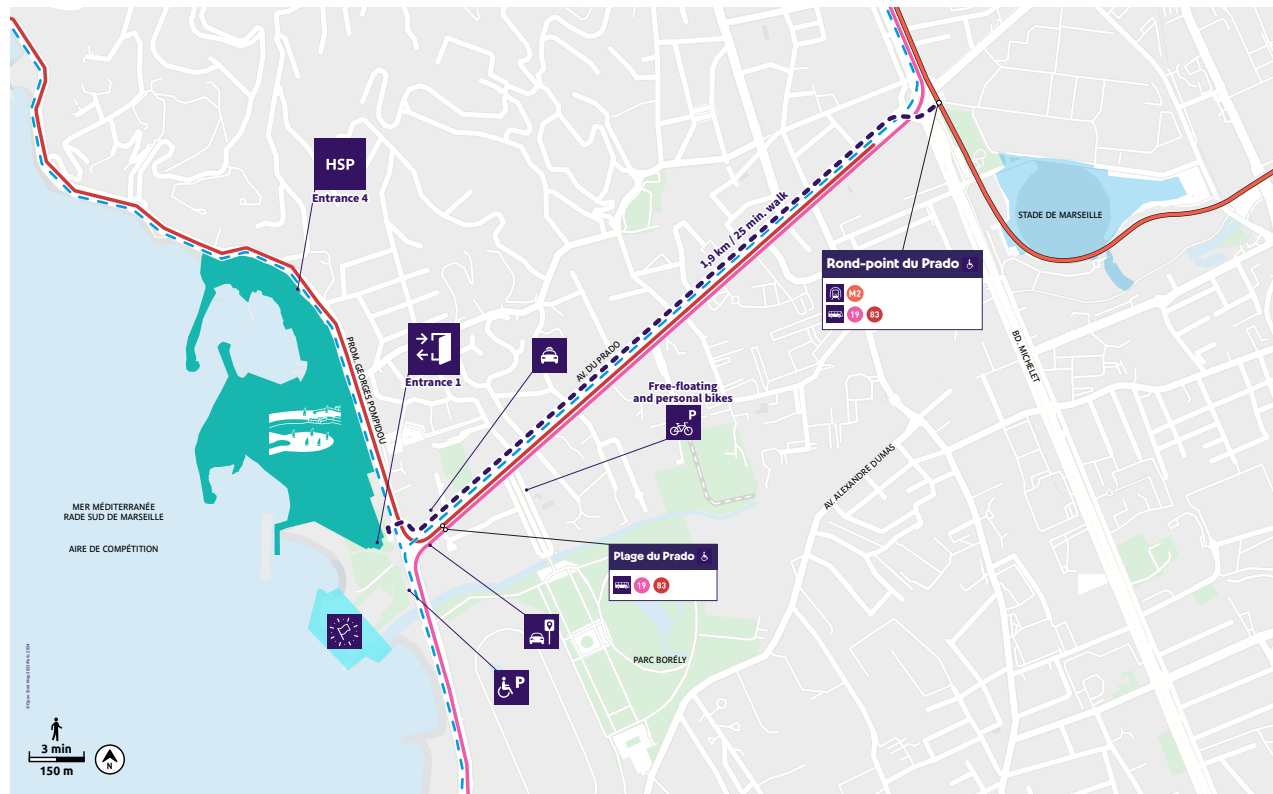 HSP
Entrance 4
1,9 km / 25 min. walk
STADE DE MARSEILLE
Rond-point du Prado
M2
19 83
PROM. GEORGES POMPIDOU
Entrance 1
AV. DU PRADO
BD. MICHELET
Free-floating
and personal bikes
P
AV. ALEXANDRE DUMAS
MER MÉDITERRANÉE
RADE SUD DE MARSEILLE
AIRE DE COMPÉTITION
Plage du Prado
19 83
PARC BORÉLY
P
3 min
150 m
N